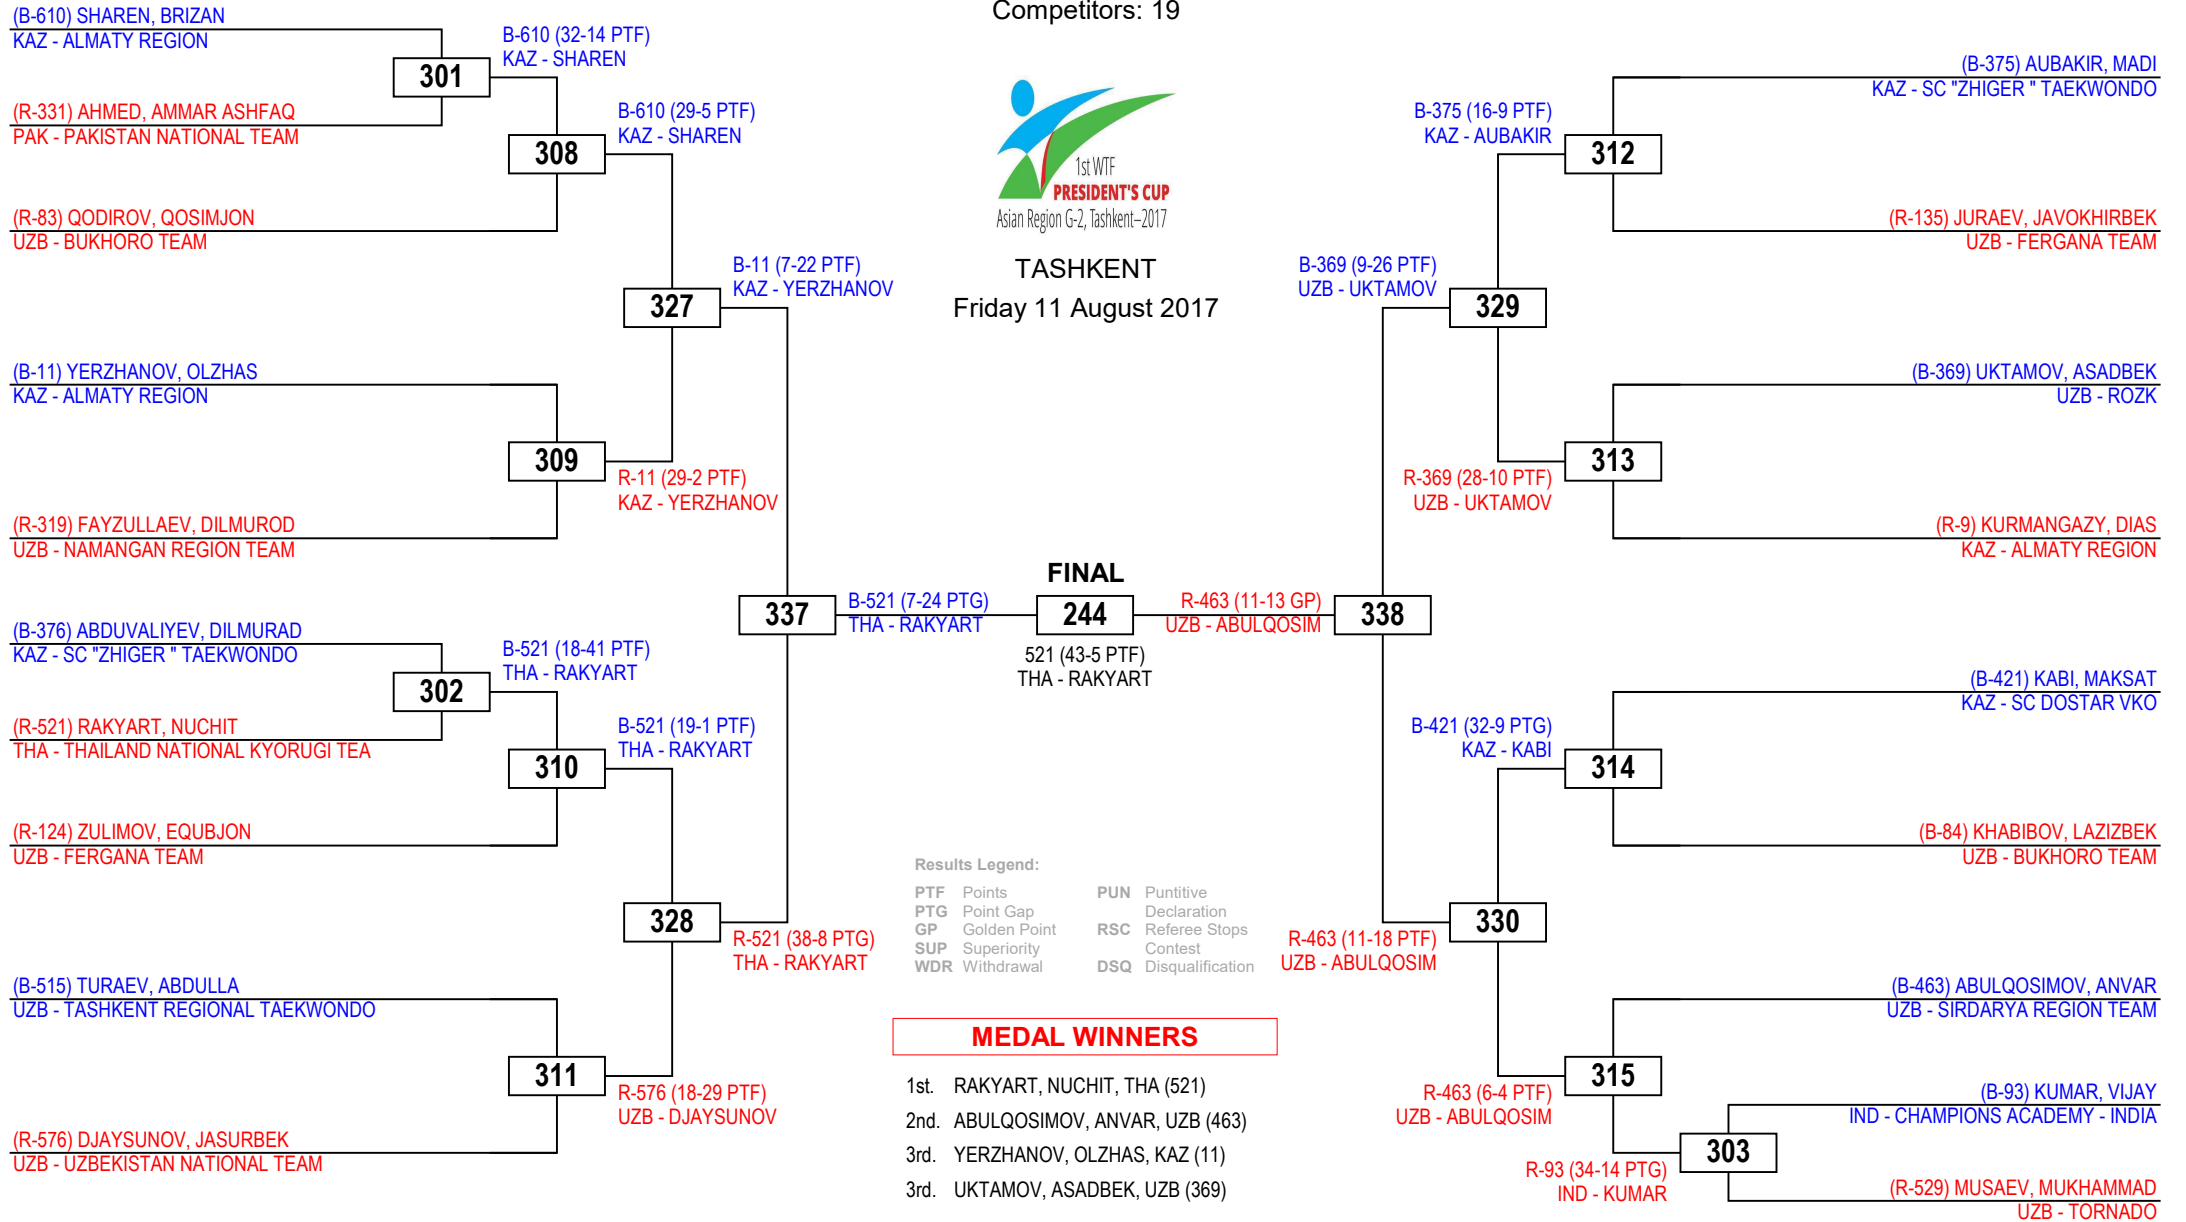 Competitors: 19
1st WTF
PRESIDENT'S CUP
Asian Region G-2, Tashkent–2017
TASHKENT
Friday 11 August 2017
(B-610) SHAREN, BRIZAN
KAZ - ALMATY REGION
301
(R-331) AHMED, AMMAR ASHFAQ
PAK - PAKISTAN NATIONAL TEAM
B-610 (32-14 PTF)
KAZ - SHAREN
308
(R-83) QODIROV, QOSIMJON
UZB - BUKHORO TEAM
B-610 (29-5 PTF)
KAZ - SHAREN
327
B-11 (7-22 PTF)
KAZ - YERZHANOV
(B-11) YERZHANOV, OLZHAS
KAZ - ALMATY REGION
309
R-11 (29-2 PTF)
KAZ - YERZHANOV
(R-319) FAYZULLAEV, DILMUROD
UZB - NAMANGAN REGION TEAM
337
B-521 (7-24 PTG)
THA - RAKYART
(B-376) ABDUVALIYEV, DILMURAD
KAZ - SC "ZHIGER " TAEKWONDO
302
(R-521) RAKYART, NUCHIT
THA - THAILAND NATIONAL KYORUGI TEA
B-521 (18-41 PTF)
THA - RAKYART
310
B-521 (19-1 PTF)
THA - RAKYART
(R-124) ZULIMOV, EQUBJON
UZB - FERGANA TEAM
328
R-521 (38-8 PTG)
THA - RAKYART
(B-515) TURAEV, ABDULLA
UZB - TASHKENT REGIONAL TAEKWONDO
311
R-576 (18-29 PTF)
UZB - DJAYSUNOV
(R-576) DJAYSUNOV, JASURBEK
UZB - UZBEKISTAN NATIONAL TEAM
FINAL
244
521 (43-5 PTF)
THA - RAKYART
R-463 (11-13 GP)
UZB - ABULQOSIM
338
(B-375) AUBAKIR, MADI
KAZ - SC "ZHIGER " TAEKWONDO
B-375 (16-9 PTF)
KAZ - AUBAKIR
312
(R-135) JURAEV, JAVOKHIRBEK
UZB - FERGANA TEAM
B-369 (9-26 PTF)
UZB - UKTAMOV
329
(B-369) UKTAMOV, ASADBEK
UZB - ROZK
313
R-369 (28-10 PTF)
UZB - UKTAMOV
(R-9) KURMANGAZY, DIAS
KAZ - ALMATY REGION
(B-421) KABI, MAKSAT
KAZ - SC DOSTAR VKO
B-421 (32-9 PTG)
KAZ - KABI
314
(B-84) KHABIBOV, LAZIZBEK
UZB - BUKHORO TEAM
330
R-463 (11-18 PTF)
UZB - ABULQOSIM
(B-463) ABULQOSIMOV, ANVAR
UZB - SIRDARYA REGION TEAM
315
R-463 (6-4 PTF)
UZB - ABULQOSIM
(B-93) KUMAR, VIJAY
IND - CHAMPIONS ACADEMY - INDIA
303
R-93 (34-14 PTG)
IND - KUMAR
(R-529) MUSAEV, MUKHAMMAD
UZB - TORNADO
Results Legend:
PTF Points
PTG Point Gap
GP Golden Point
SUP Superiority
WDR Withdrawal
PUN Puntitive
Declaration
RSC Referee Stops
Contest
DSQ Disqualification
MEDAL WINNERS
1st. RAKYART, NUCHIT, THA (521)
2nd. ABULQOSIMOV, ANVAR, UZB (463)
3rd. YERZHANOV, OLZHAS, KAZ (11)
3rd. UKTAMOV, ASADBEK, UZB (369)